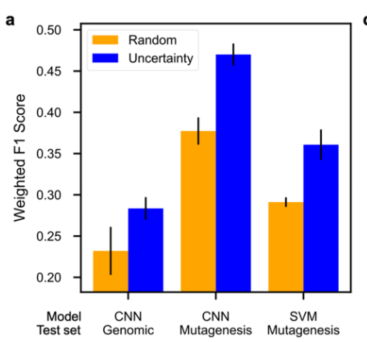 a
c
0.50
Random
Uncertainty
0.45
0.40
0.35
0.30
0.25
0.20
Weighted F1 Score
Model CNN CNN SVM
Test set Genomic Mutagenesis Mutagenesis